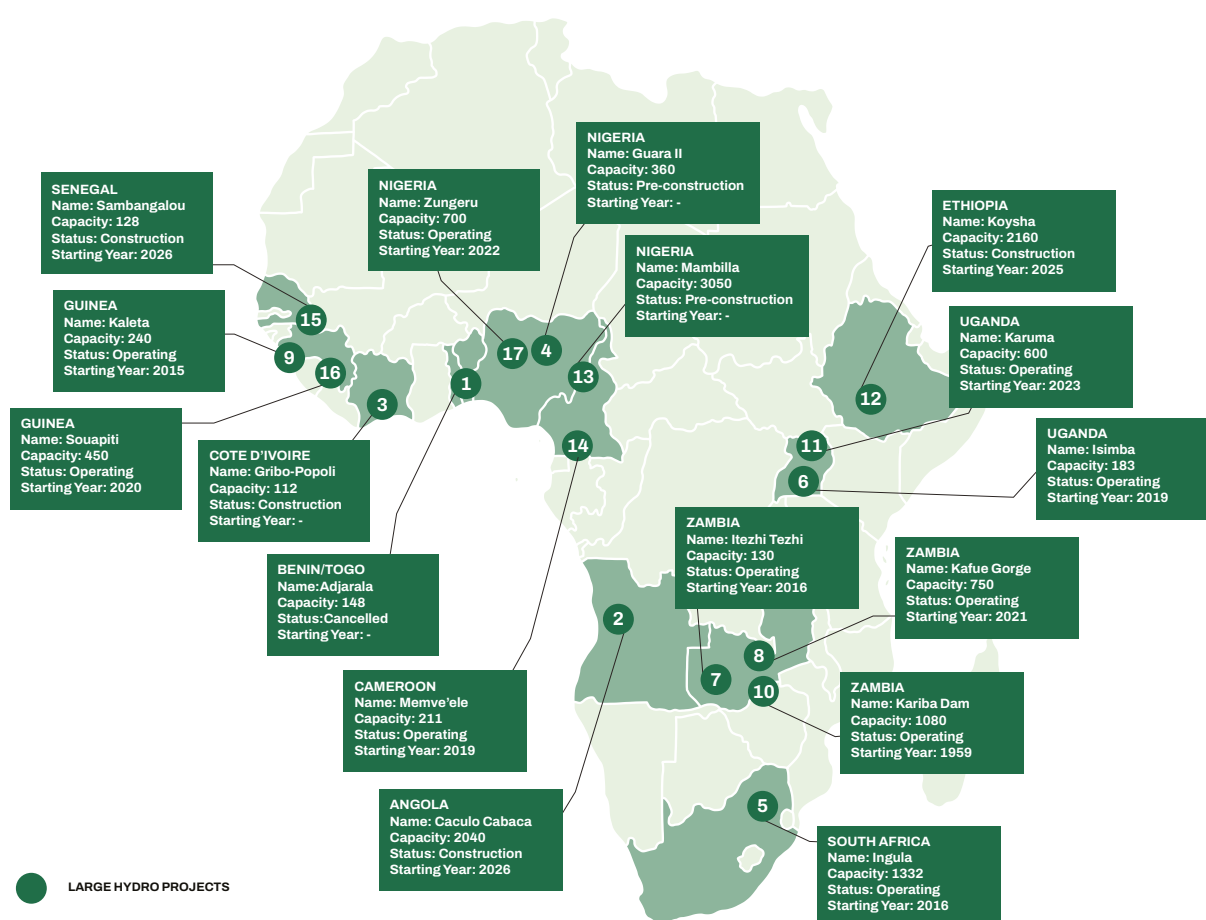 NIGERIA
Name: Guara II
Capacity: 360
Status: Pre-construction
Starting Year: -
SENEGAL
Name: Sambangalou
Capacity: 128
Status: Construction
Starting Year: 2026
NIGERIA
Name: Zungeru
Capacity: 700
Status: Operating
Starting Year: 2022
ETHIOPIA
Name: Koysha
Capacity: 2160
Status: Construction
Starting Year: 2025
NIGERIA
Name: Mambilla
Capacity: 3050
Status: Pre-construction
Starting Year: -
GUINEA
Name: Kaleta
Capacity: 240
Status: Operating
Starting Year: 2015
UGANDA
Name: Karuma
Capacity: 600
Status: Operating
Starting Year: 2023
15
9
16
3
1
17
4
13
14
12
11
6
GUINEA
Name: Souapiti
Capacity: 450
Status: Operating
Starting Year: 2020
COTE D'IVOIRE
Name: Gribo-Popoli
Capacity: 112
Status: Construction
Starting Year: -
UGANDA
Name: Isimba
Capacity: 183
Status: Operating
Starting Year: 2019
ZAMBIA
Name: Itezhi Tezhi
Capacity: 130
Status: Operating
Starting Year: 2016
ZAMBIA
Name: Kafue Gorge
Capacity: 750
Status: Operating
Starting Year: 2021
BENIN/TOGO
Name:Adjarala
Capacity: 148
Status:Cancelled
Starting Year: -
2
8
7
10
CAMEROON
Name: Memve'ele
Capacity: 211
Status: Operating
Starting Year: 2019
ZAMBIA
Name: Kariba Dam
Capacity: 1080
Status: Operating
Starting Year: 1959
ANGOLA
Name: Caculo Cabaca
Capacity: 2040
Status: Construction
Starting Year: 2026
5
SOUTH AFRICA
Name: Ingula
Capacity: 1332
Status: Operating
Starting Year: 2016
LARGE HYDRO PROJECTS